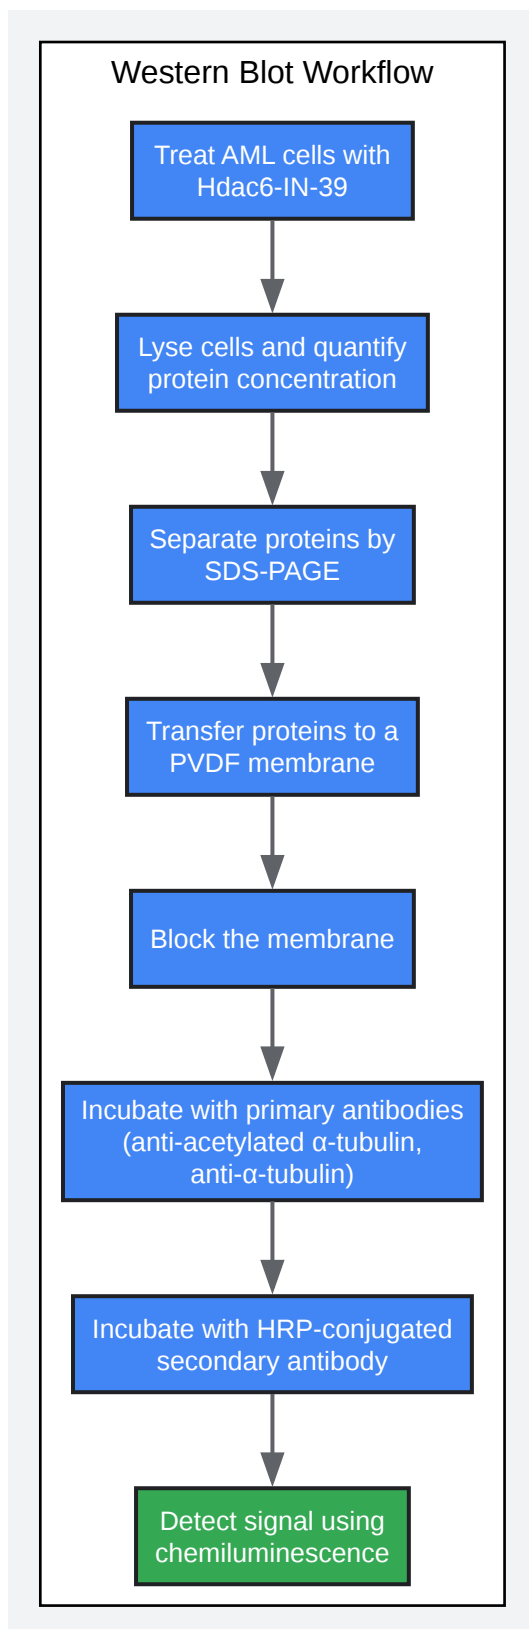 Western Blot Workflow
Treat AML cells with
Hdac6-IN-39
Lyse cells and quantify
protein concentration
Separate proteins by
SDS-PAGE
Transfer proteins to a
PVDF membrane
Block the membrane
Incubate with primary antibodies
(anti-acetylated α-tubulin,
anti-α-tubulin)
Incubate with HRP-conjugated
secondary antibody
Detect signal using
chemiluminescence